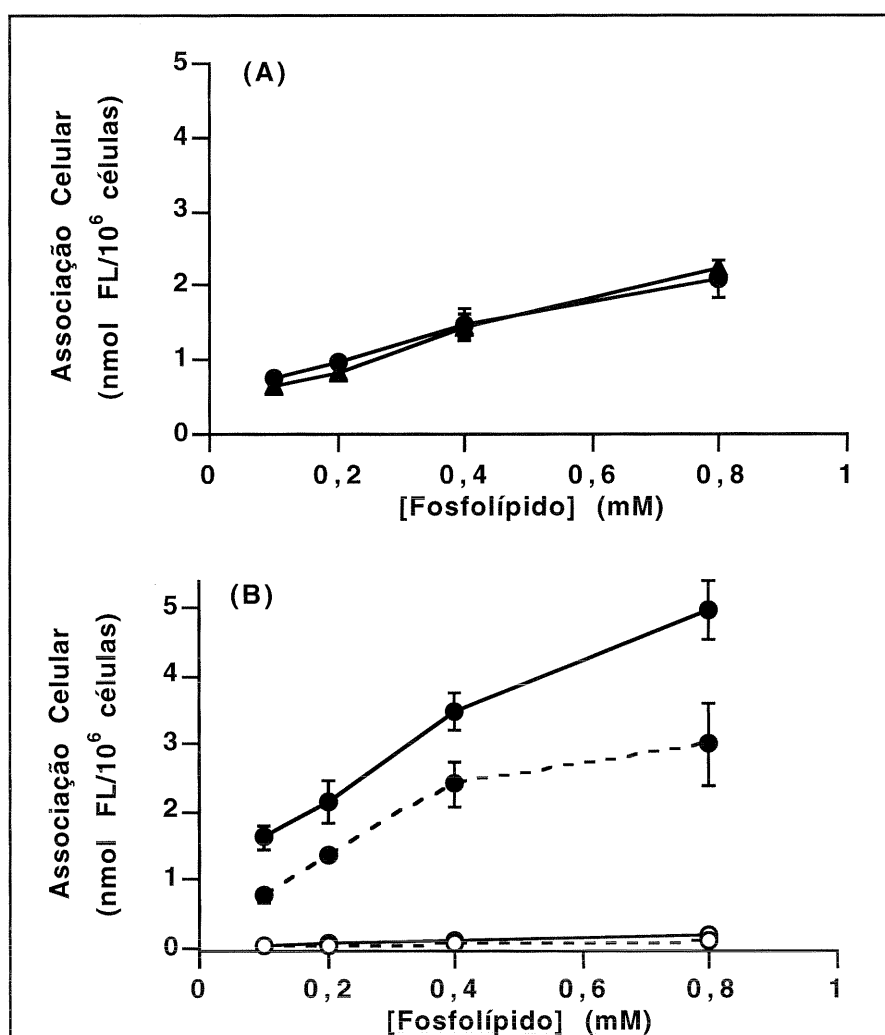 (A)
Associação Celular
(nmol FL/10⁶ células)
5
4
3
2
1
0
0 0,2 0,4 0,6 0,8 1
[Fosfolípido] (mM)
(B)
Associação Celular
(nmol FL/10⁶ células)
5
4
3
2
1
0
0 0,2 0,4 0,6 0,8 1
[Fosfolípido] (mM)